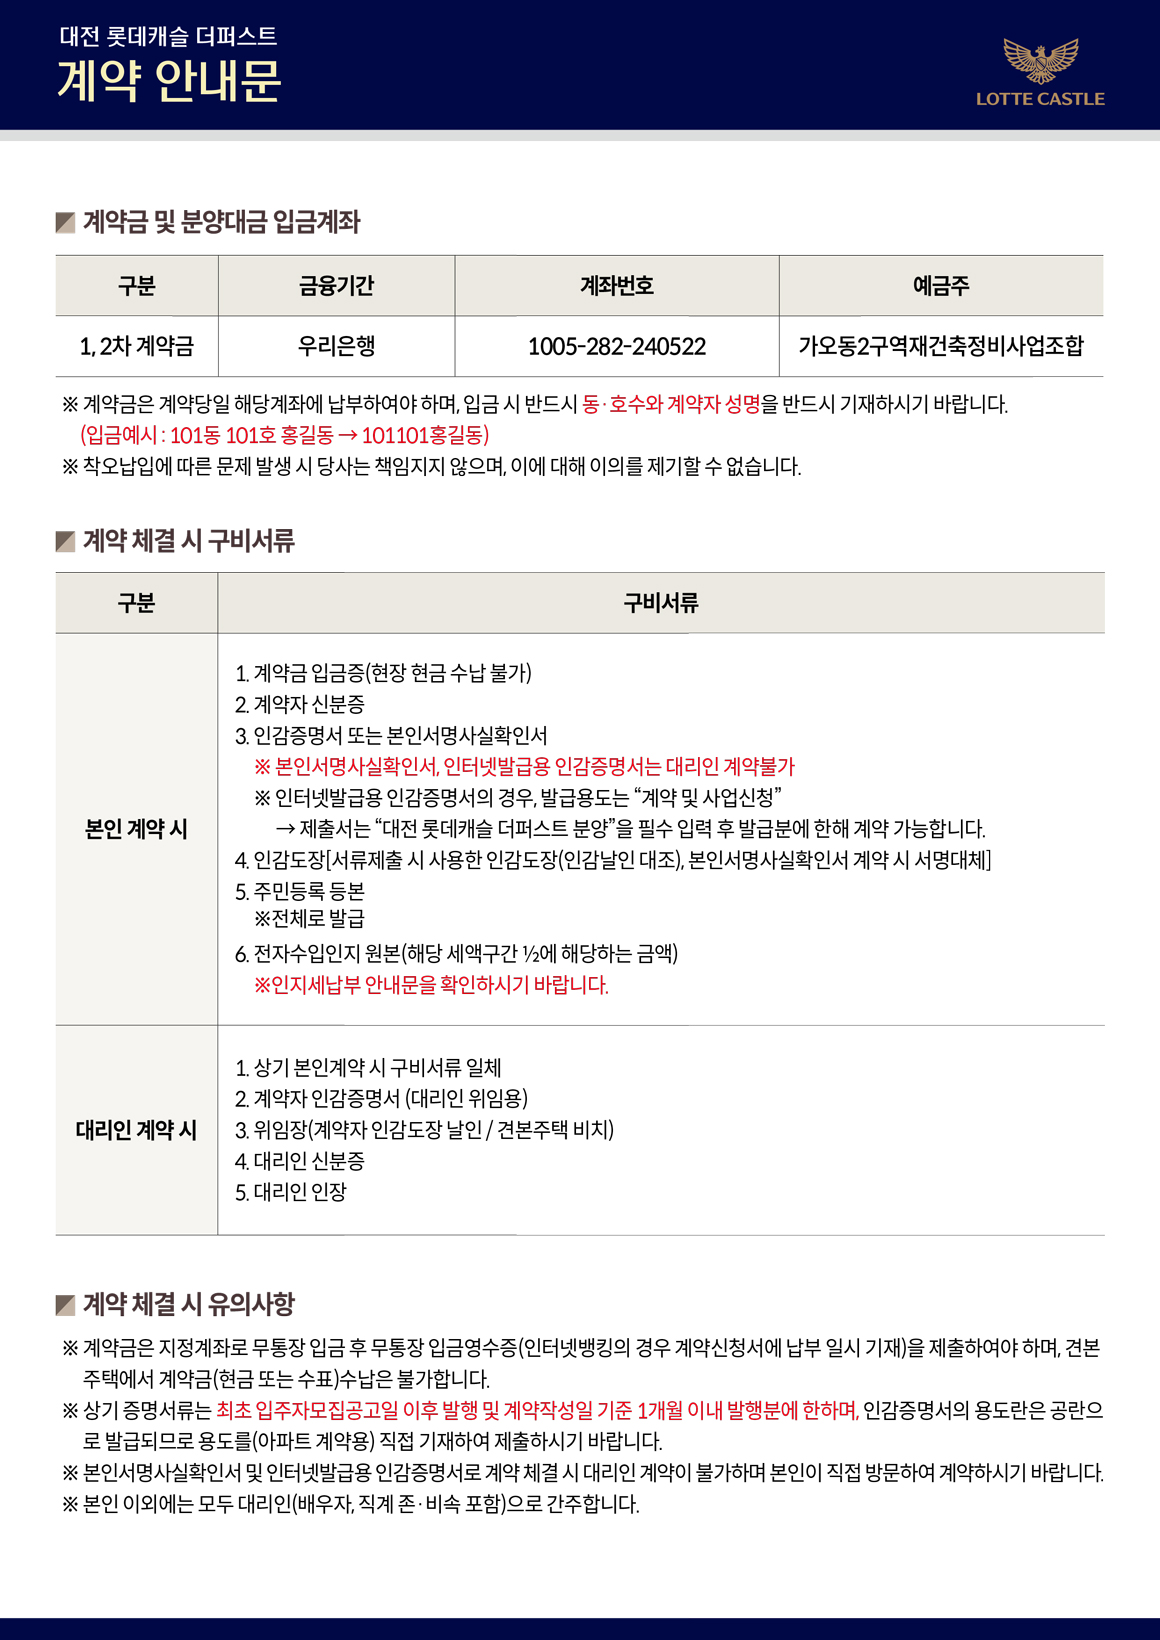 대전 롯데캐슬 더퍼스트
계약 안내문
LOTTE CASTLE
계약금 및 분양대금 입금계좌
구분 금융기간 계좌번호 예금주
1, 2차 계약금 우리은행 1005-282-240522 가오동2구역재건축정비사업조합
※ 계약금은 계약당일 해당계좌에 납부하여야 하며, 입금 시 반드시 동·호수와 계약자 성명을 반드시 기재하시기 바랍니다.
(입금예시 : 101동 101호 홍길동 → 101101홍길동)
※ 착오납입에 따른 문제 발생 시 당사는 책임지지 않으며, 이에 대해 이의를 제기할 수 없습니다.
계약 체결 시 구비서류
구분 구비서류
본인 계약 시
1. 계약금 입금증(현장 현금 수납 불가)
2. 계약자 신분증
3. 인감증명서 또는 본인서명사실확인서
※ 본인서명사실확인서, 인터넷발급용 인감증명서는 대리인 계약불가
※ 인터넷발급용 인감증명서의 경우, 발급용도는 “계약 및 사업신청”
→ 제출서는 “대전 롯데캐슬 더퍼스트 분양”을 필수 입력 후 발급분에 한해 계약 가능합니다.
4. 인감도장[서류제출 시 사용한 인감도장(인감날인 대조), 본인서명사실확인서 계약 시 서명대체]
5. 주민등록 등본
※전체로 발급
6. 전자수입인지 원본(해당 세액구간 ½에 해당하는 금액)
※인지세납부 안내문을 확인하시기 바랍니다.
대리인 계약 시
1. 상기 본인계약 시 구비서류 일체
2. 계약자 인감증명서 (대리인 위임용)
3. 위임장(계약자 인감도장 날인 / 견본주택 비치)
4. 대리인 신분증
5. 대리인 인장
계약 체결 시 유의사항
※ 계약금은 지정계좌로 무통장 입금 후 무통장 입금영수증(인터넷뱅킹의 경우 계약신청서에 납부 일시 기재)을 제출하여야 하며, 견본
주택에서 계약금(현금 또는 수표)수납은 불가합니다.
※ 상기 증명서류는 최초 입주자모집공고일 이후 발행 및 계약작성일 기준 1개월 이내 발행분에 한하며, 인감증명서의 용도란은 공란으
로 발급되므로 용도를(아파트 계약용) 직접 기재하여 제출하시기 바랍니다.
※ 본인서명사실확인서 및 인터넷발급용 인감증명서로 계약 체결 시 대리인 계약이 불가하며 본인이 직접 방문하여 계약하시기 바랍니다.
※ 본인 이외에는 모두 대리인(배우자, 직계 존·비속 포함)으로 간주합니다.